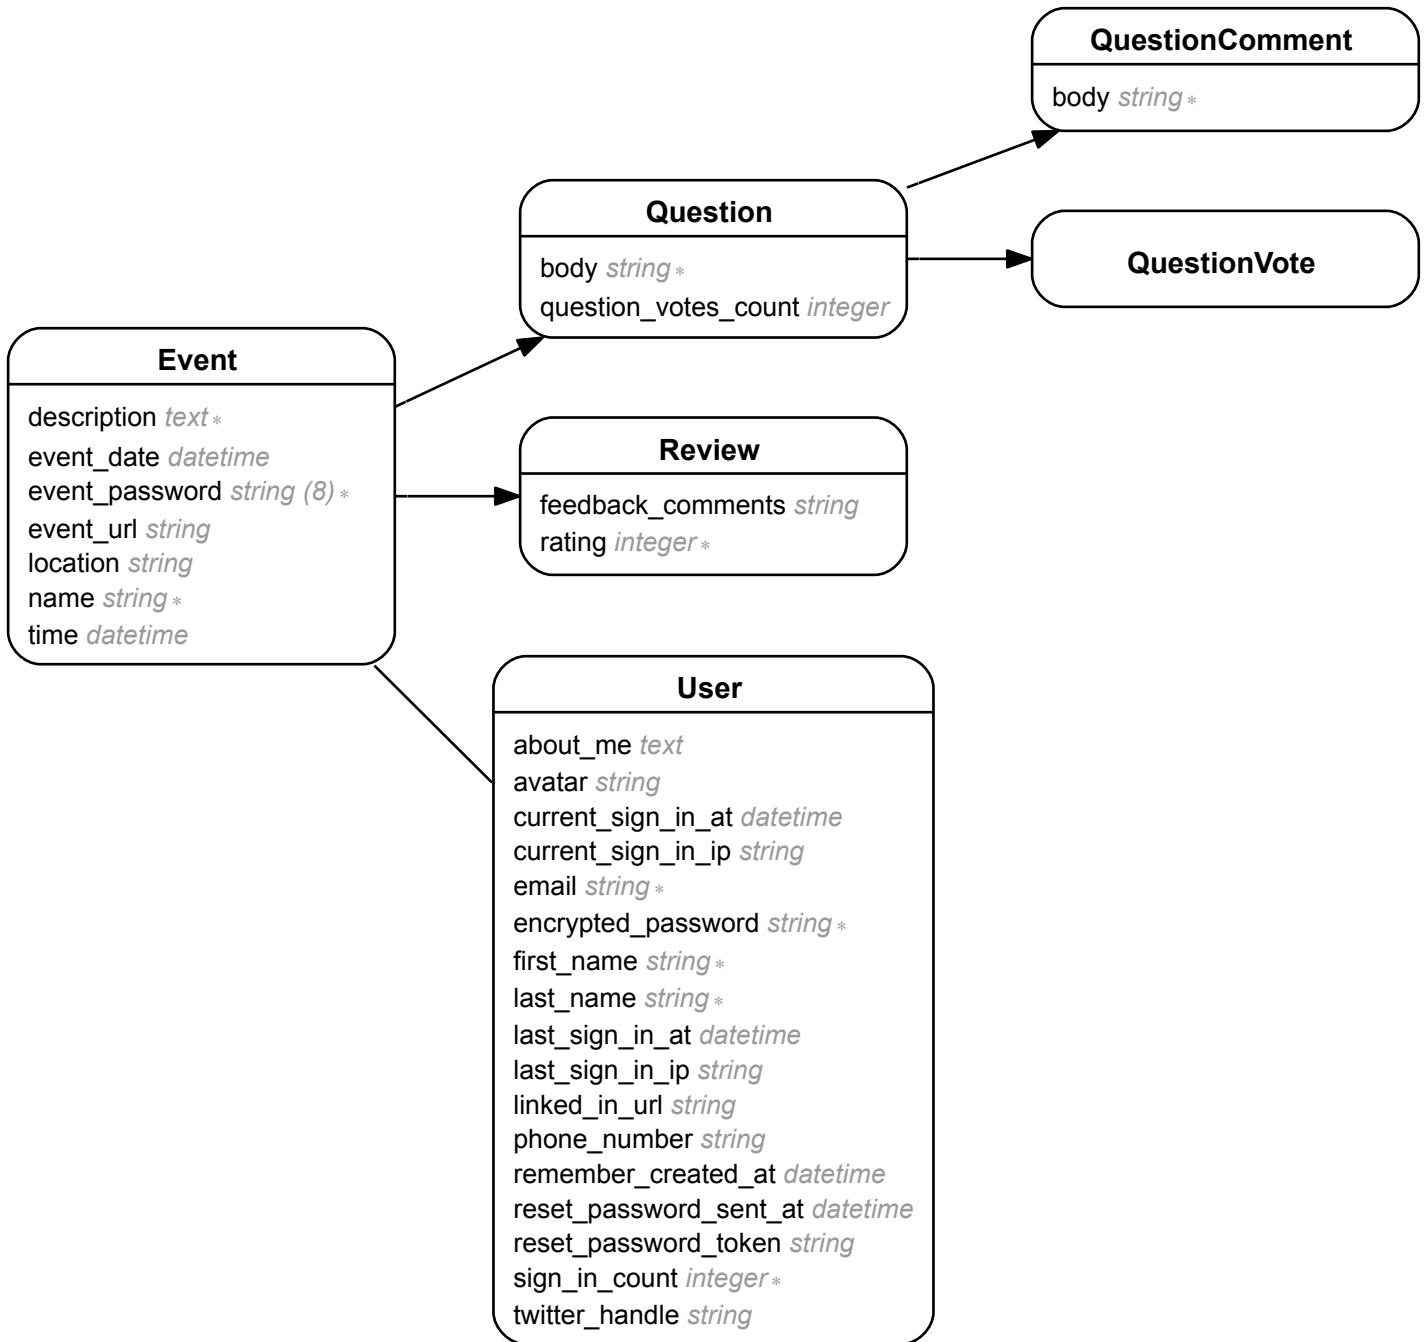 QuestionComment
body string *
Question
body string *
question_votes_count integer
QuestionVote
Event
description text *
event_date datetime
event_password string (8) *
event_url string
location string
name string *
time datetime
Review
feedback_comments string
rating integer *
User
about_me text
avatar string
current_sign_in_at datetime
current_sign_in_ip string
email string *
encrypted_password string *
first_name string *
last_name string *
last_sign_in_at datetime
last_sign_in_ip string
linked_in_url string
phone_number string
remember_created_at datetime
reset_password_sent_at datetime
reset_password_token string
sign_in_count integer *
twitter_handle string